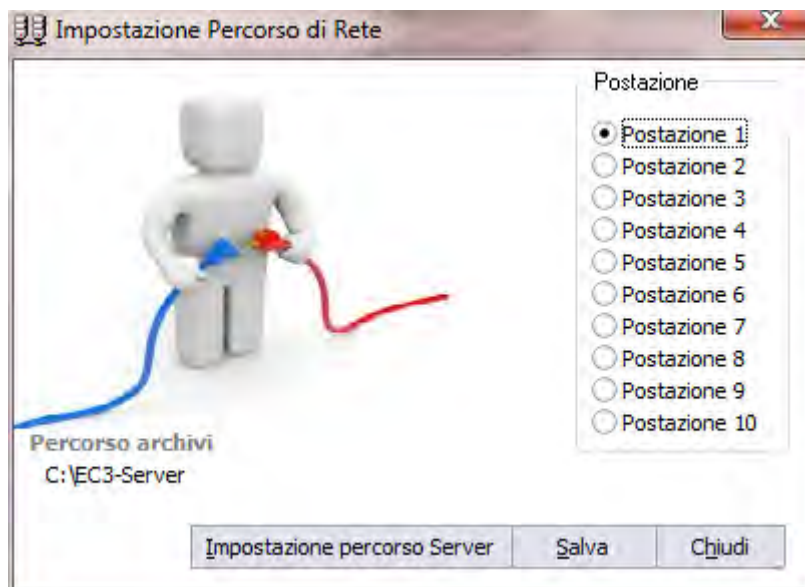 Impostazione Percorso di Rete
Postazione
Postazione 1
Postazione 2
Postazione 3
Postazione 4
Postazione 5
Postazione 6
Postazione 7
Postazione 8
Postazione 9
Postazione 10
Percorso archivi
C:\EC3-Server
Impostazione percorso Server Salva Chiudi